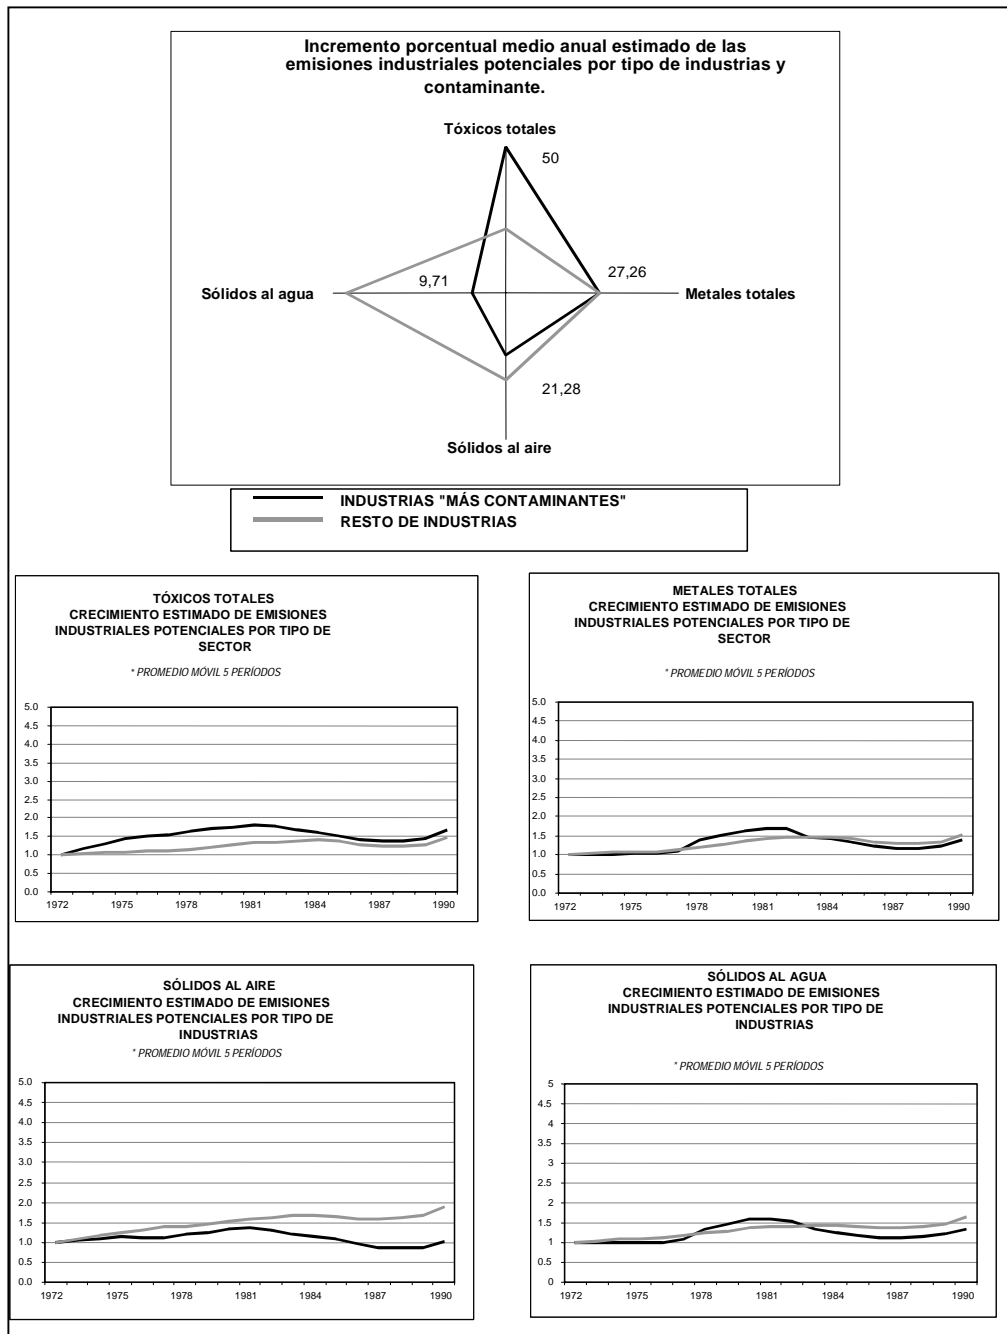 Incremento porcentual medio anual estimado de las
emisiones industriales potenciales por tipo de industrias y
contaminante.
Tóxicos totales
50
27,26
9,71
Sólidos al agua
Metales totales
21,28
Sólidos al aire
INDUSTRIAS "MÁS CONTAMINANTES"
RESTO DE INDUSTRIAS
TÓXICOS TOTALES
CRECIMIENTO ESTIMADO DE EMISIONES
INDUSTRIALES POTENCIALES POR TIPO DE
SECTOR
* PROMEDIO MÓVIL 5 PERÍODOS
5.0
4.5
4.0
3.5
3.0
2.5
2.0
1.5
1.0
0.5
0.0
1972 1975 1978 1981 1984 1987 1990
METALES TOTALES
CRECIMIENTO ESTIMADO DE EMISIONES
INDUSTRIALES POTENCIALES POR TIPO DE
SECTOR
* PROMEDIO MÓVIL 5 PERÍODOS
5.0
4.5
4.0
3.5
3.0
2.5
2.0
1.5
1.0
0.5
0.0
1972 1975 1978 1981 1984 1987 1990
SÓLIDOS AL AIRE
CRECIMIENTO ESTIMADO DE EMISIONES
INDUSTRIALES POTENCIALES POR TIPO DE
INDUSTRIAS
* PROMEDIO MÓVIL 5 PERÍODOS
5.0
4.5
4.0
3.5
3.0
2.5
2.0
1.5
1.0
0.5
0.0
1972 1975 1978 1981 1984 1987 1990
SÓLIDOS AL AGUA
CRECIMIENTO ESTIMADO DE EMISIONES
INDUSTRIALES POTENCIALES POR TIPO DE
INDUSTRIAS
* PROMEDIO MÓVIL 5 PERÍODOS
5
4.5
4
3.5
3
2.5
2
1.5
1
0.5
0
1972 1975 1978 1981 1984 1987 1990